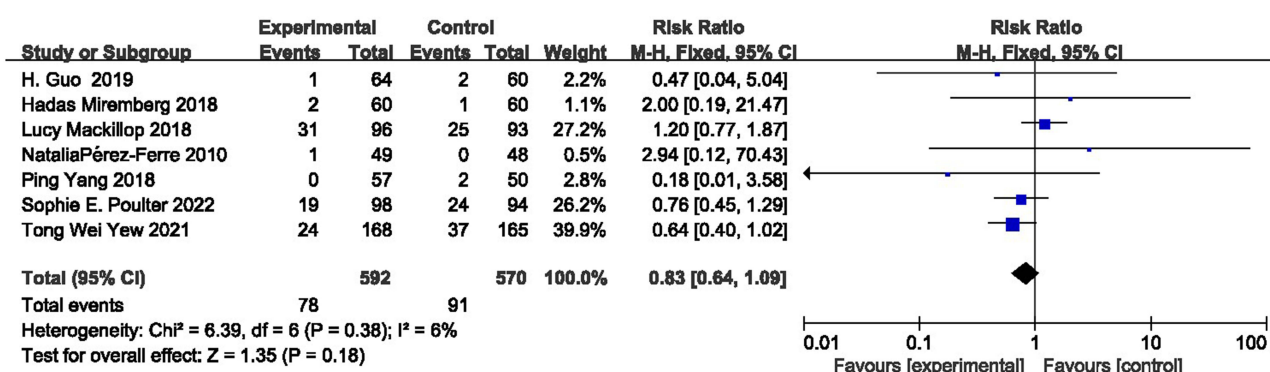 Experimental Control Risk Ratio Risk Ratio
Study or Subgroup Events Total Events Total Weight M-H, Fixed, 95% CI M-H, Fixed, 95% CI
H. Guo 2019 1 64 2 60 2.2% 0.47 [0.04, 5.04]
Hadas Miremberg 2018 2 60 1 60 1.1% 2.00 [0.19, 21.47]
Lucy Mackillop 2018 31 96 25 93 27.2% 1.20 [0.77, 1.87]
NataliaPérez-Ferre 2010 1 49 0 48 0.5% 2.94 [0.12, 70.43]
Ping Yang 2018 0 57 2 50 2.8% 0.18 [0.01, 3.58]
Sophie E. Poulter 2022 19 98 24 94 26.2% 0.76 [0.45, 1.29]
Tong Wei Yew 2021 24 168 37 165 39.9% 0.64 [0.40, 1.02]
Total (95% CI) 592 570 100.0% 0.83 [0.64, 1.09]
Total events 78 91
Heterogeneity: Chi² = 6.39, df = 6 (P = 0.38); I² = 6%
Test for overall effect: Z = 1.35 (P = 0.18)
0.01 0.1 1 10 100
Favours [experimental] Favours [control]